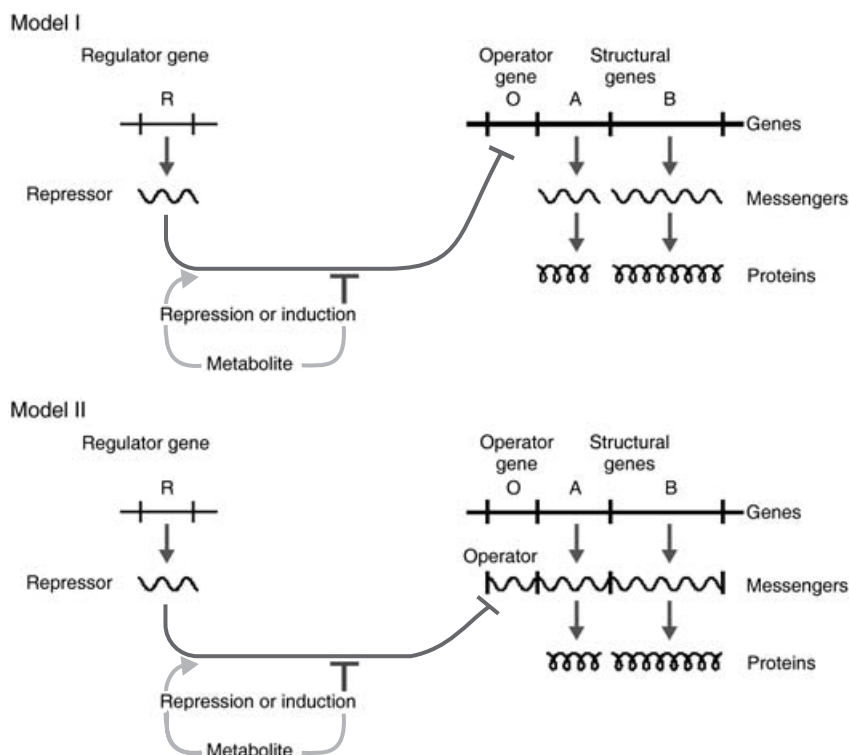 Model I
Regulator gene
Operator gene
Structural genes
R
O
A
B
Genes
Repressor
Messengers
Proteins
Repression or induction
Metabolite
Model II
Regulator gene
Operator gene
Structural genes
R
O
A
B
Genes
Operator
Repressor
Messengers
Proteins
Repression or induction
Metabolite